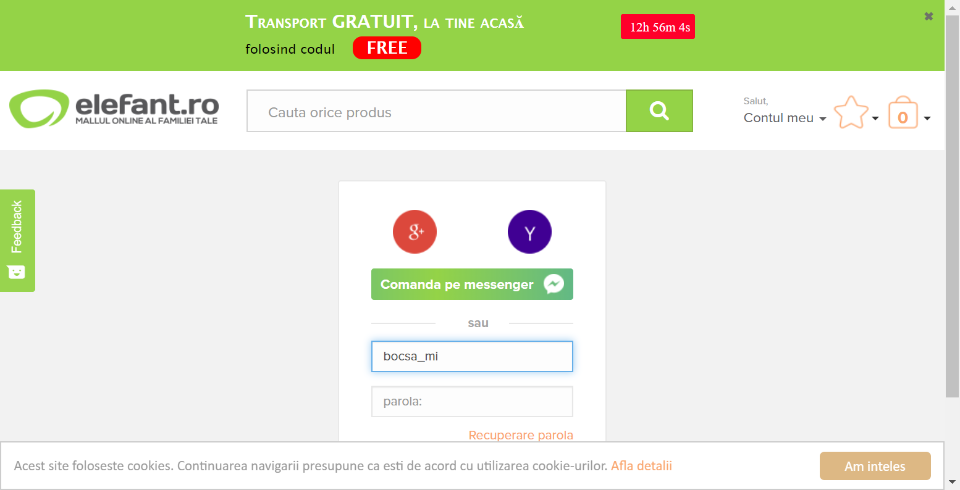 Transport GRATUIT, la tine acasă
folosind codul FREE
12h 56m 4s
elefant.ro
MALLUL ONLINE AL FAMILIEI TALE
Cauta orice produs
Salut,
Contul meu
0
Feedback
g+
Y
Comanda pe messenger
sau
bocsa_mi
parola:
Recuperare parola
Acest site foloseste cookies. Continuarea navigarii presupune ca esti de acord cu utilizarea cookie-urilor. Afla detalii
Am inteles